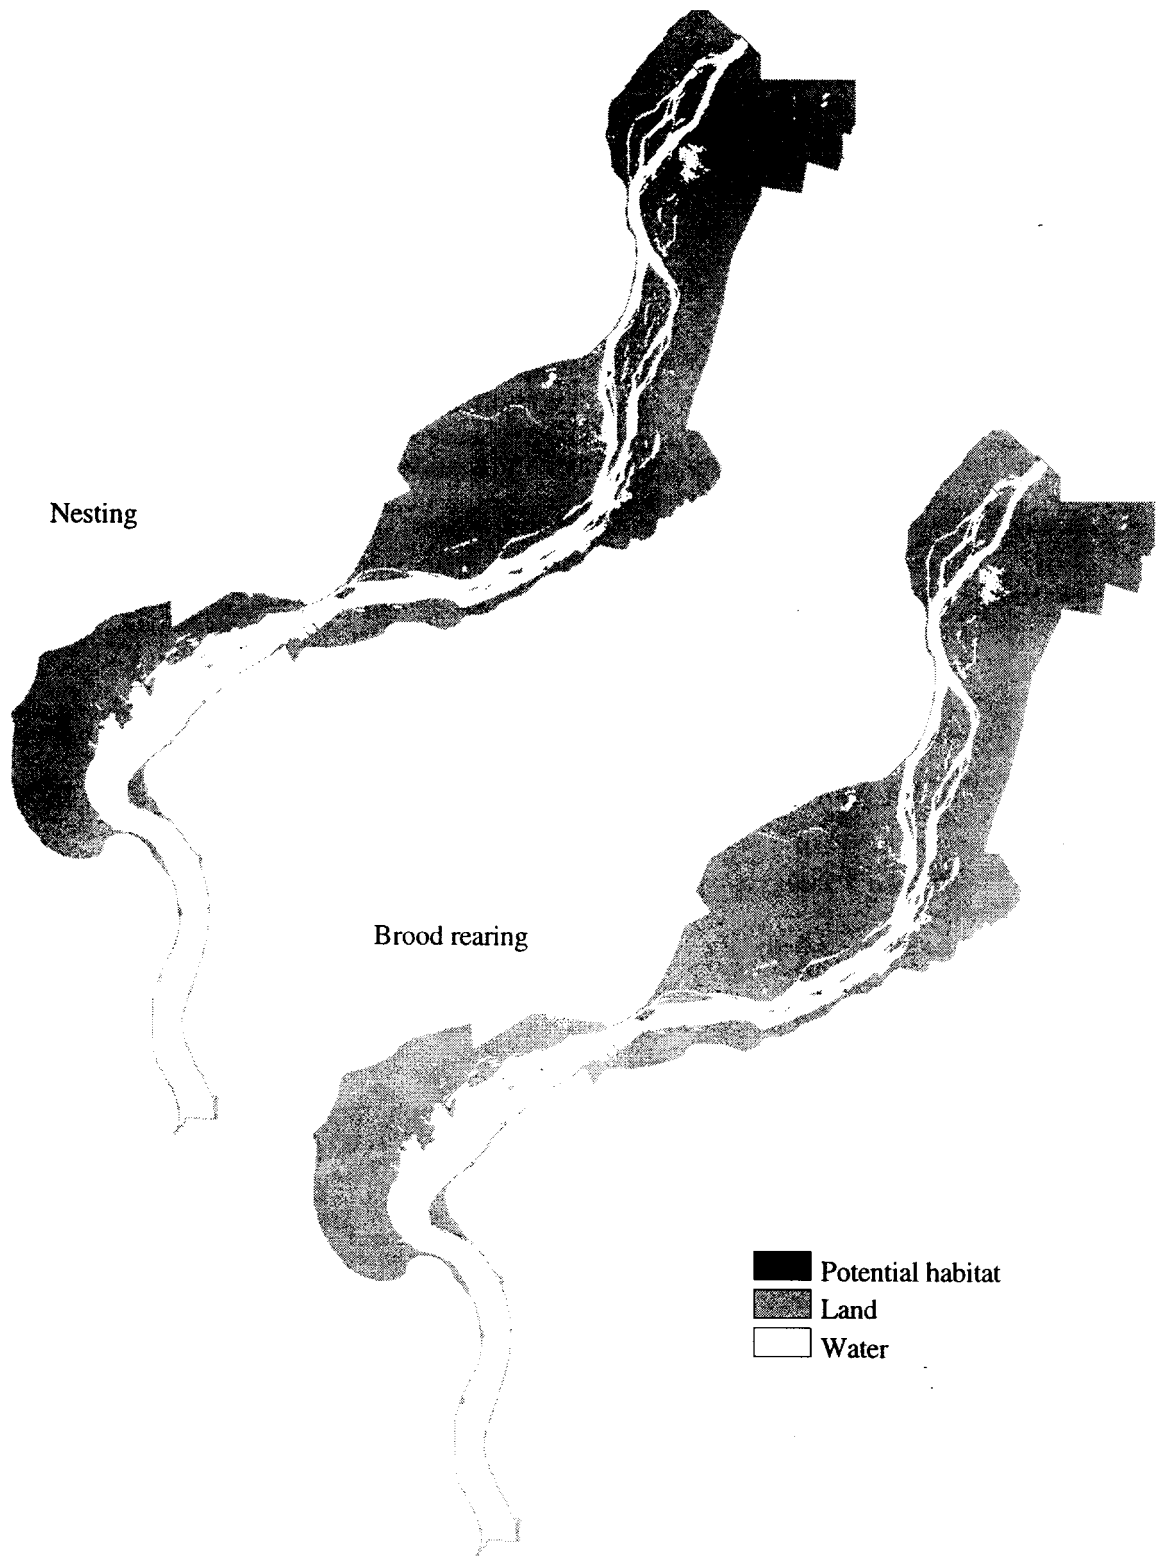 Nesting
Brood rearing
Potential habitat
Land
Water